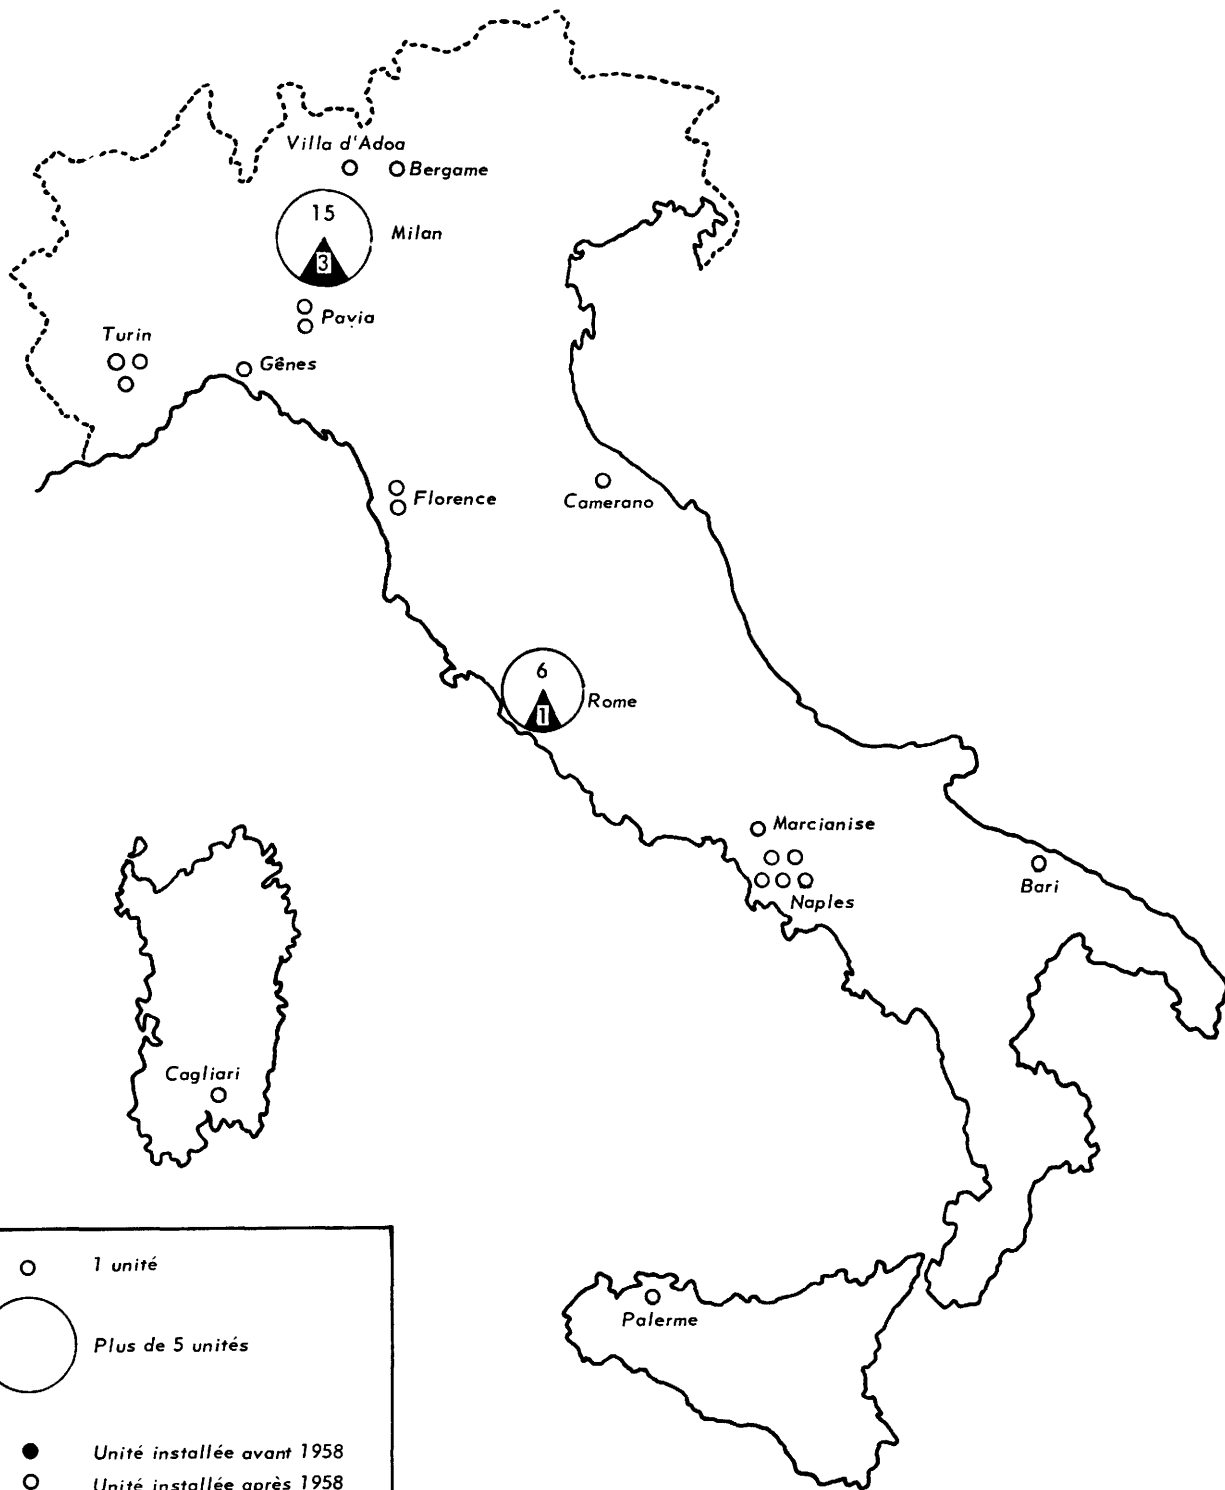 Villa d'Adoa
Bergame
15
Milan
3
Pavia
Turin
Gênes
Florence
Camerano
6
Rome
1
Marcianise
Naples
Bari
Cagliari
Palerme
1 unité
Plus de 5 unités
Unité installée avant 1958
Unité installée après 1958